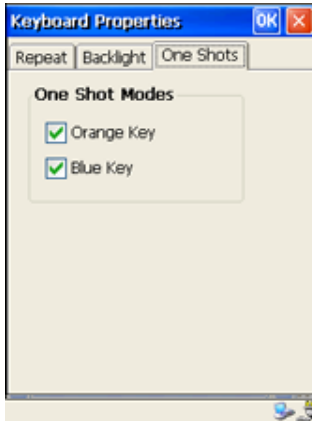 Keyboard Properties OK
Repeat Backlight One Shots
One Shot Modes
Orange Key
Blue Key